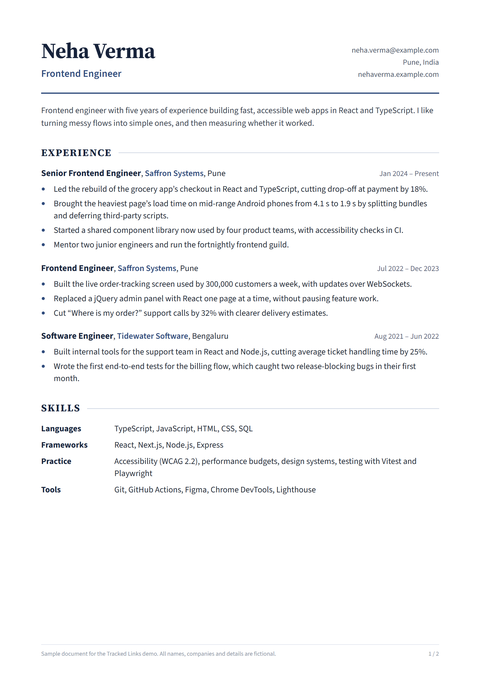 Neha Verma
Frontend Engineer
neha.verma@example.com
Pune, India
nehaverma.example.com
Frontend engineer with five years of experience building fast, accessible web apps in React and TypeScript. I like
turning messy flows into simple ones, and then measuring whether it worked.
EXPERIENCE
Senior Frontend Engineer, Saffron Systems, Pune Jan 2024 – Present
• Led the rebuild of the grocery app's checkout in React and TypeScript, cutting drop-off at payment by 18%.
• Brought the heaviest page's load time on mid-range Android phones from 4.1 s to 1.9 s by splitting bundles
and deferring third-party scripts.
• Started a shared component library now used by four product teams, with accessibility checks in CI.
• Mentor two junior engineers and run the fortnightly frontend guild.
Frontend Engineer, Saffron Systems, Pune Jul 2022 – Dec 2023
• Built the live order-tracking screen used by 300,000 customers a week, with updates over WebSockets.
• Replaced a jQuery admin panel with React one page at a time, without pausing feature work.
• Cut “Where is my order?” support calls by 32% with clearer delivery estimates.
Software Engineer, Tidewater Software, Bengaluru Aug 2021 – Jun 2022
• Built internal tools for the support team in React and Node.js, cutting average ticket handling time by 25%.
• Wrote the first end-to-end tests for the billing flow, which caught two release-blocking bugs in their first
month.
SKILLS
Languages TypeScript, JavaScript, HTML, CSS, SQL
Frameworks React, Next.js, Node.js, Express
Practice Accessibility (WCAG 2.2), performance budgets, design systems, testing with Vitest and
Playwright
Tools Git, GitHub Actions, Figma, Chrome DevTools, Lighthouse
Sample document for the Tracked Links demo. All names, companies and details are fictional. 1 / 2